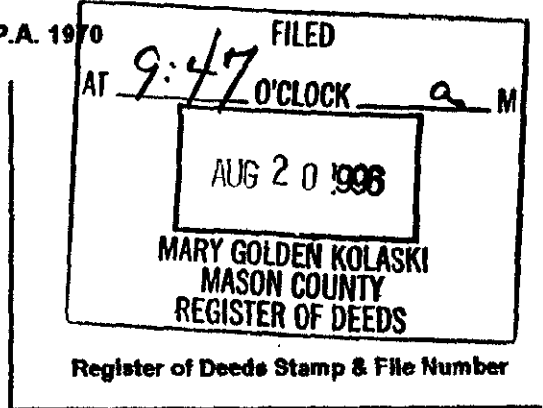 P.A. 1970
FILED
AT 9:47 O'CLOCK a M
AUG 20 1996
MARY GOLDEN KOLASKI
MASON COUNTY
REGISTER OF DEEDS
Register of Deeds Stamp & File Number